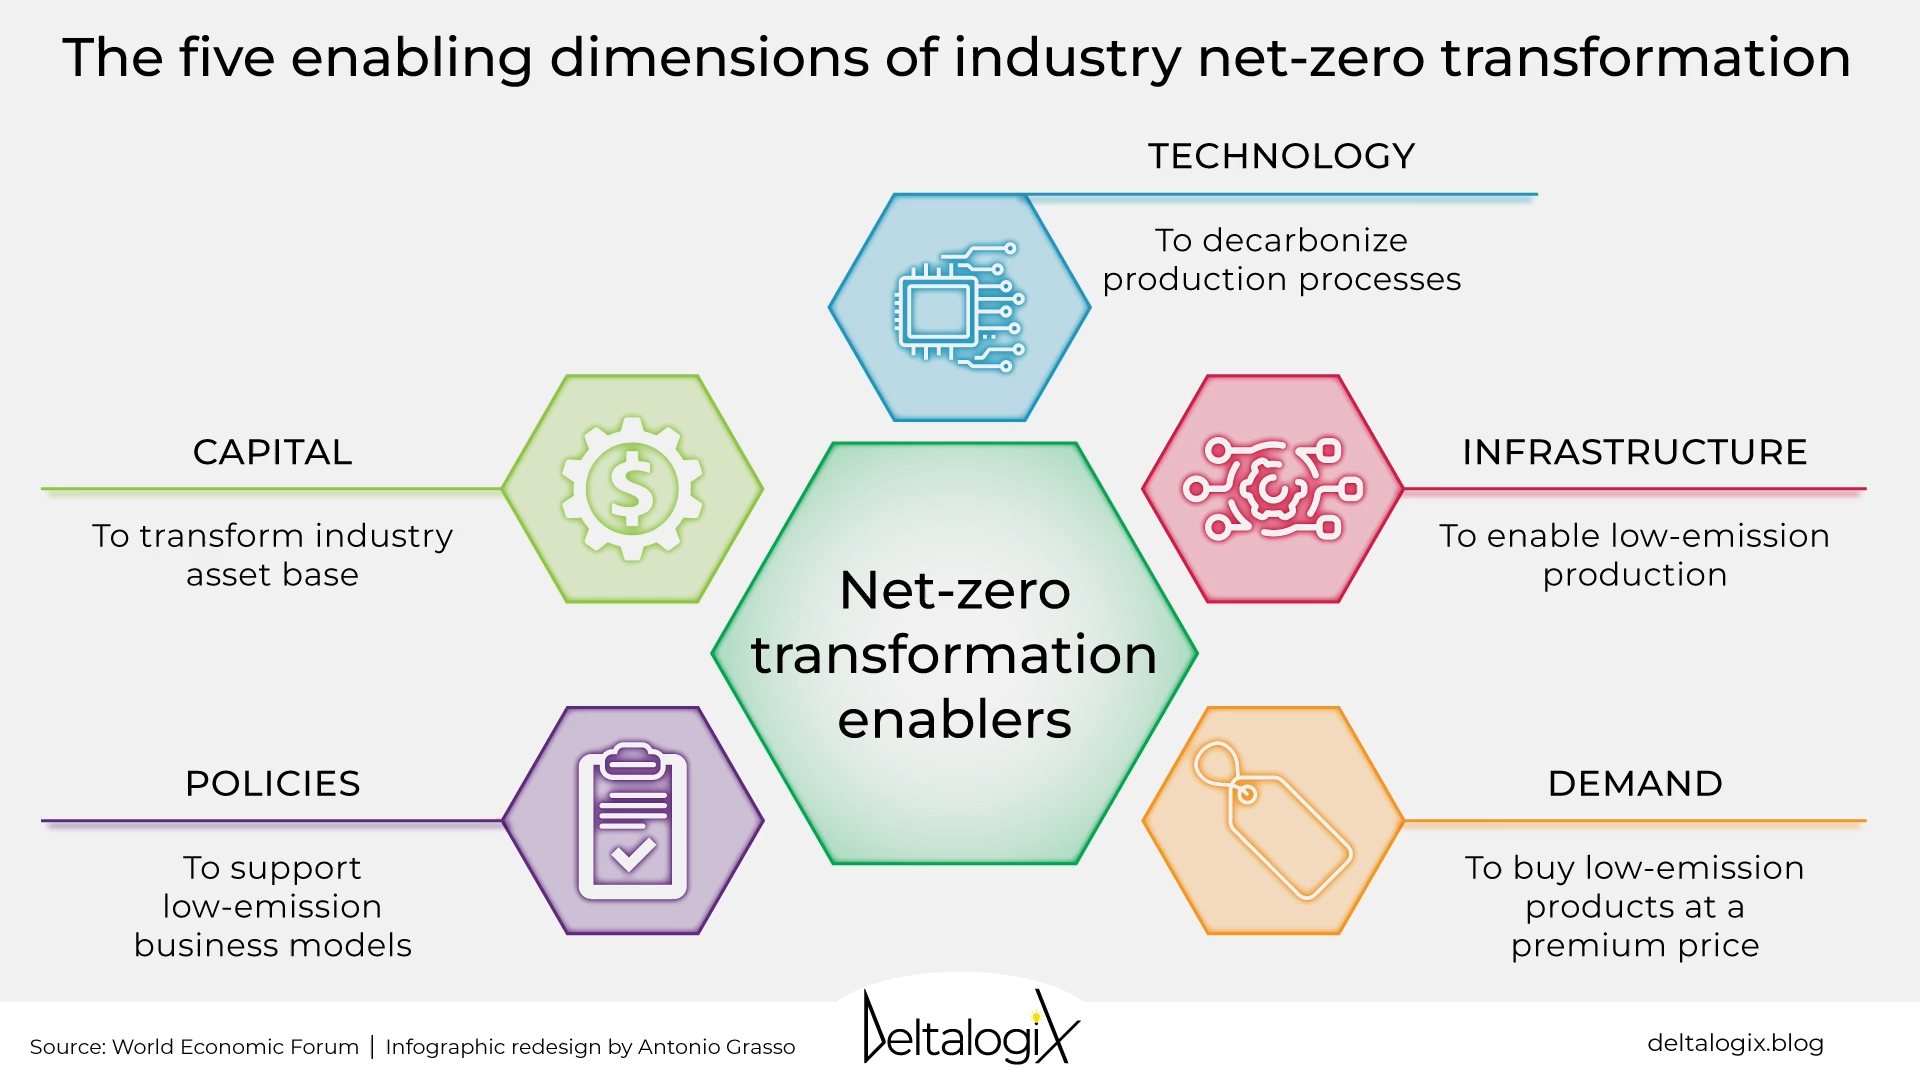 The five enabling dimensions of industry net-zero transformation
TECHNOLOGY
To decarbonize
production processes
CAPITAL
To transform industry
asset base
INFRASTRUCTURE
To enable low-emission
production
$
Net-zero
transformation
enablers
POLICIES
To support
low-emission
business models
DEMAND
To buy low-emission
products at a
premium price
Source: World Economic Forum | Infographic redesign by Antonio Grasso
DeltalogiX
deltalogix.blog